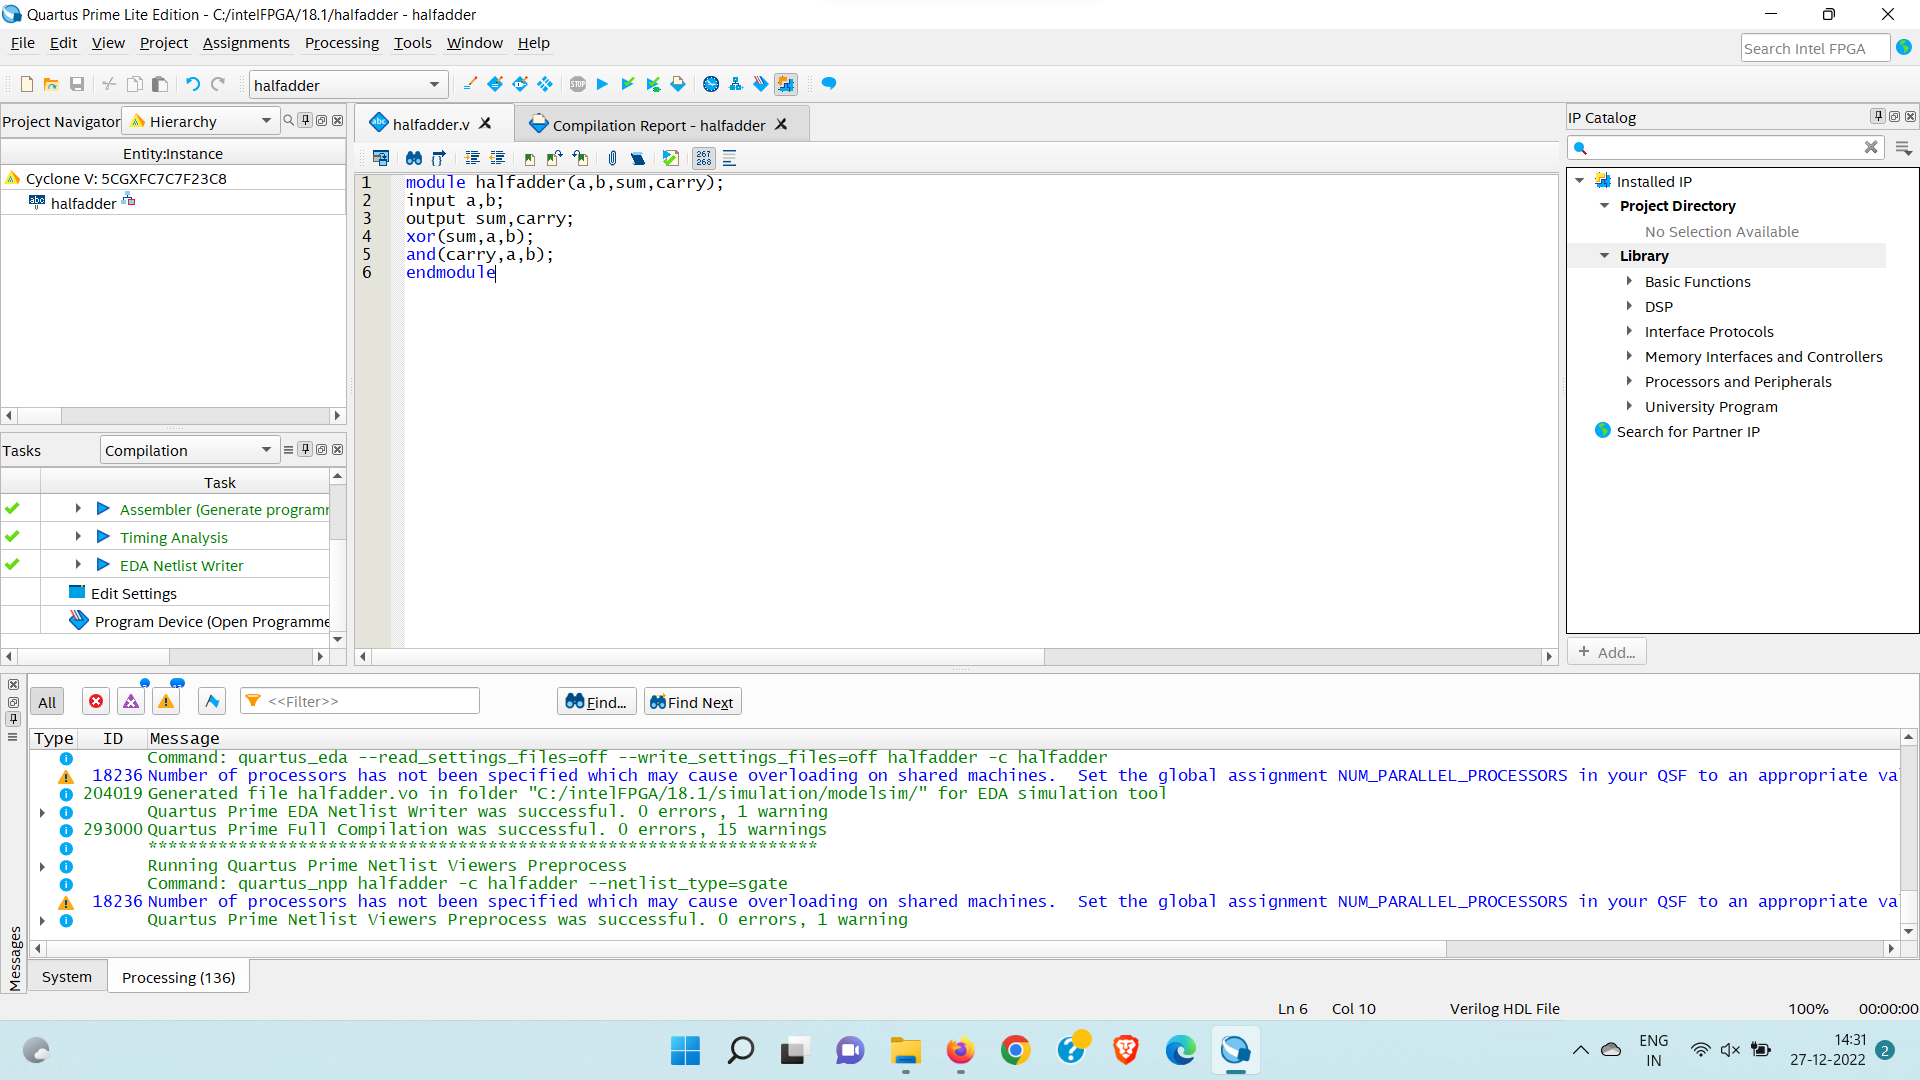 Quartus Prime Lite Edition - C:/intelFPGA/18.1/halfadder - halfadder
File Edit View Project Assignments Processing Tools Window Help
Search Intel FPGA
halfadder
Project Navigator Hierarchy
Entity:Instance
Cyclone V: 5CGXFC7C7F23C8
halfadder
Tasks Compilation
Task
Assembler (Generate programm
Timing Analysis
EDA Netlist Writer
Edit Settings
Program Device (Open Programme
halfadder.v
Compilation Report - halfadder
267
268
1 module halfadder(a,b,sum,carry);
2 input a,b;
3 output sum,carry;
4 xor(sum,a,b);
5 and(carry,a,b);
6 endmodule
IP Catalog
Installed IP
Project Directory
No Selection Available
Library
Basic Functions
DSP
Interface Protocols
Memory Interfaces and Controllers
Processors and Peripherals
University Program
Search for Partner IP
+ Add...
All <<Filter>> Find... Find Next
Type ID Message
Command: quartus_eda --read_settings_files=off --write_settings_files=off halfadder -c halfadder
18236 Number of processors has not been specified which may cause overloading on shared machines.  Set the global assignment NUM_PARALLEL_PROCESSORS in your QSF to an appropriate va
204019 Generated file halfadder.vo in folder "C:/intelFPGA/18.1/simulation/modelsim/" for EDA simulation tool
Quartus Prime EDA Netlist Writer was successful. 0 errors, 1 warning
293000 Quartus Prime Full Compilation was successful. 0 errors, 15 warnings
*******************************************************************
Running Quartus Prime Netlist Viewers Preprocess
Command: quartus_npp halfadder -c halfadder --netlist_type=sgate
18236 Number of processors has not been specified which may cause overloading on shared machines.  Set the global assignment NUM_PARALLEL_PROCESSORS in your QSF to an appropriate va
Quartus Prime Netlist Viewers Preprocess was successful. 0 errors, 1 warning
Messages
System Processing (136)
Ln 6 Col 10 Verilog HDL File 100% 00:00:00
ENG
IN
14:31
27-12-2022
2